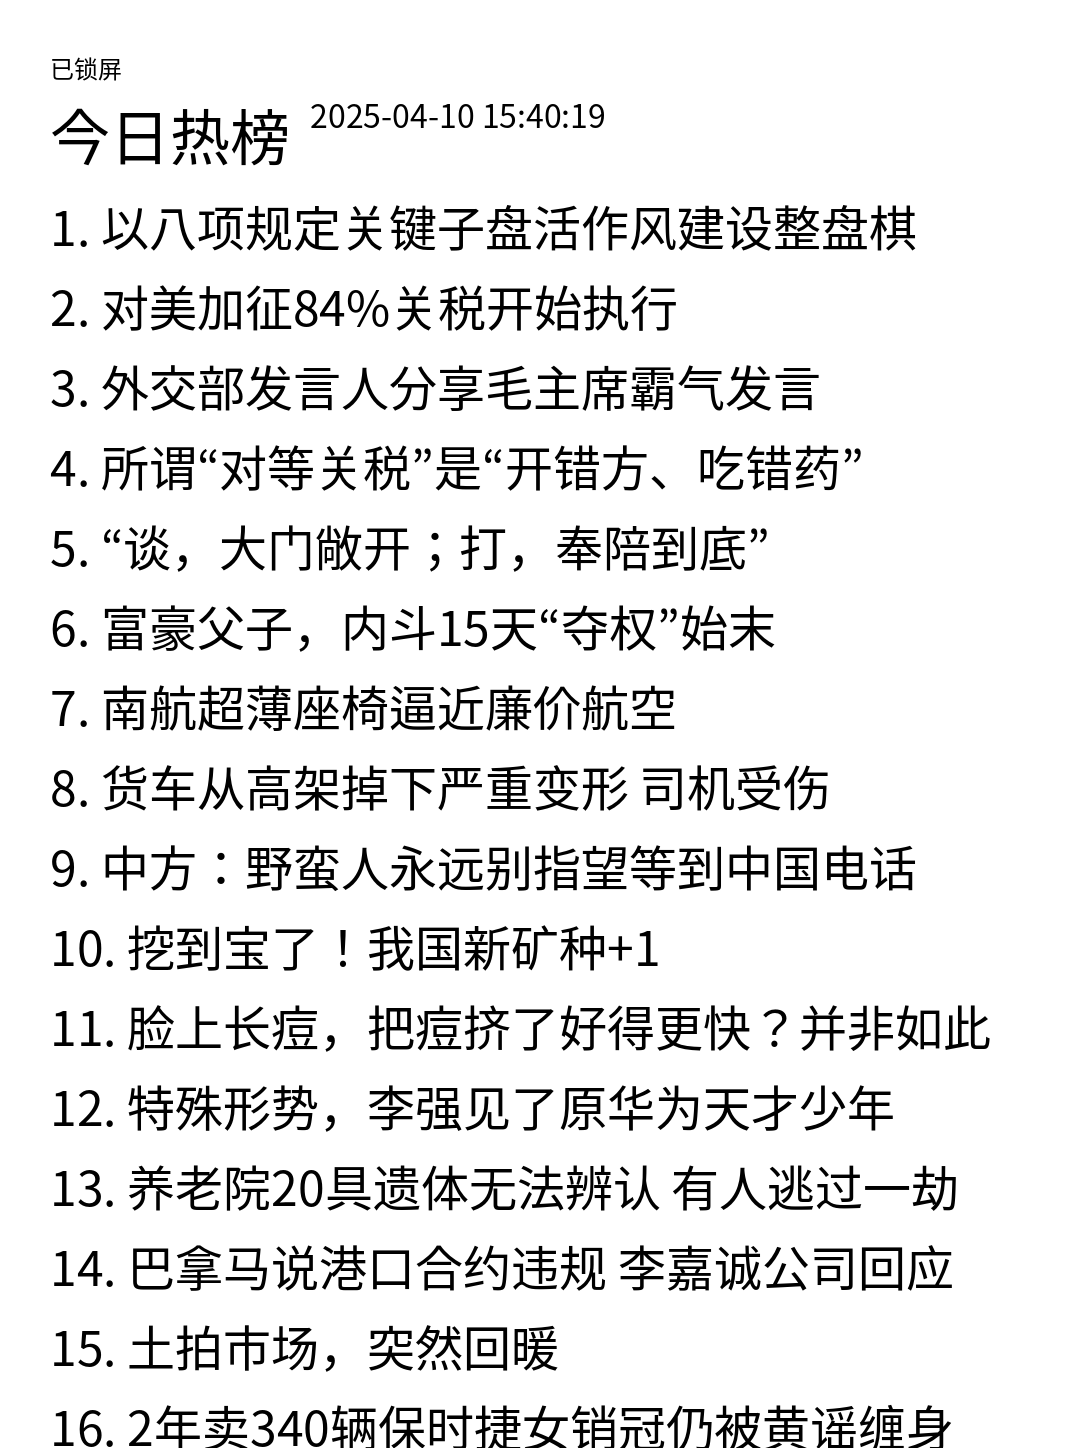 已锁屏
今日热榜 2025-04-10 15:40:19
1. 以八项规定关键子盘活作风建设整盘棋
2. 对美加征84%关税开始执行
3. 外交部发言人分享毛主席霸气发言
4. 所谓“对等关税”是“开错方、吃错药”
5. “谈，大门敞开；打，奉陪到底”
6. 富豪父子，内斗15天“夺权”始末
7. 南航超薄座椅逼近廉价航空
8. 货车从高架掉下严重变形 司机受伤
9. 中方：野蛮人永远别指望等到中国电话
10. 挖到宝了！我国新矿种+1
11. 脸上长痘，把痘挤了好得更快？并非如此
12. 特殊形势，李强见了原华为天才少年
13. 养老院20具遗体无法辨认 有人逃过一劫
14. 巴拿马说港口合约违规 李嘉诚公司回应
15. 土拍市场，突然回暖
16. 2年卖340辆保时捷女销冠仍被黄谣缠身